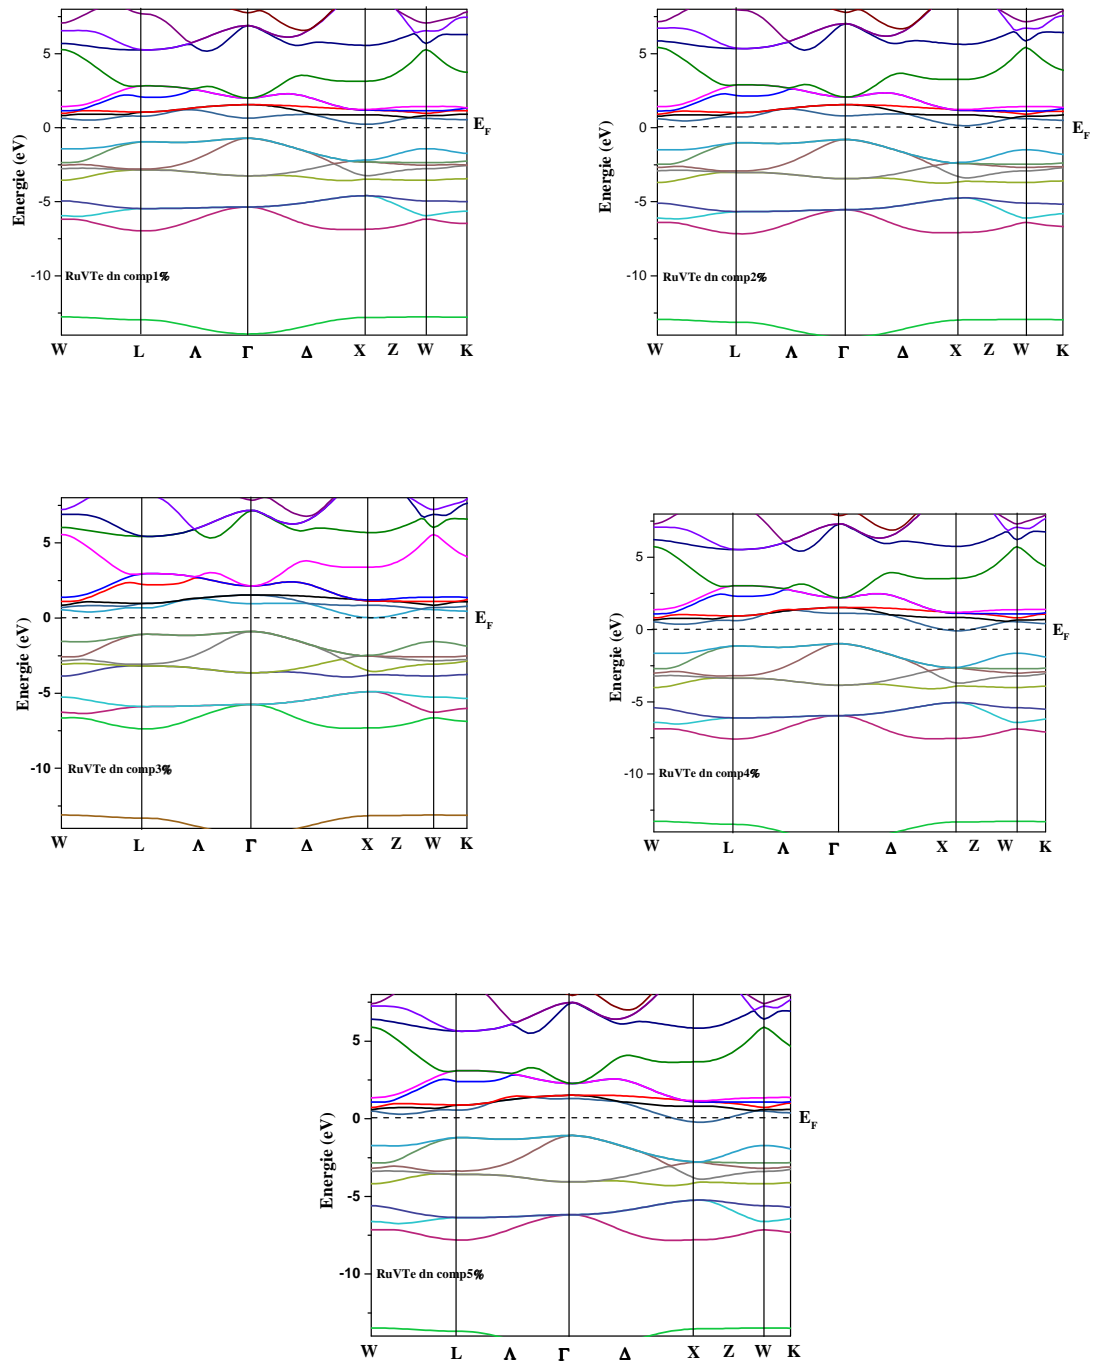 5
0
-5
-10
Energie (eV)
E_F
RuVTe dn comp1%
W L Λ Γ Δ X Z W K
5
0
-5
-10
Energie (eV)
E_F
RuVTe dn comp2%
W L Λ Γ Δ X Z W K
5
0
-5
-10
Energie (eV)
E_F
RuVTe dn comp3%
W L Λ Γ Δ X Z W K
5
0
-5
-10
Energie (eV)
E_F
RuVTe dn comp4%
W L Λ Γ Δ X Z W K
5
0
-5
-10
Energie (eV)
E_F
RuVTe dn comp5%
W L Λ Γ Δ X Z W K